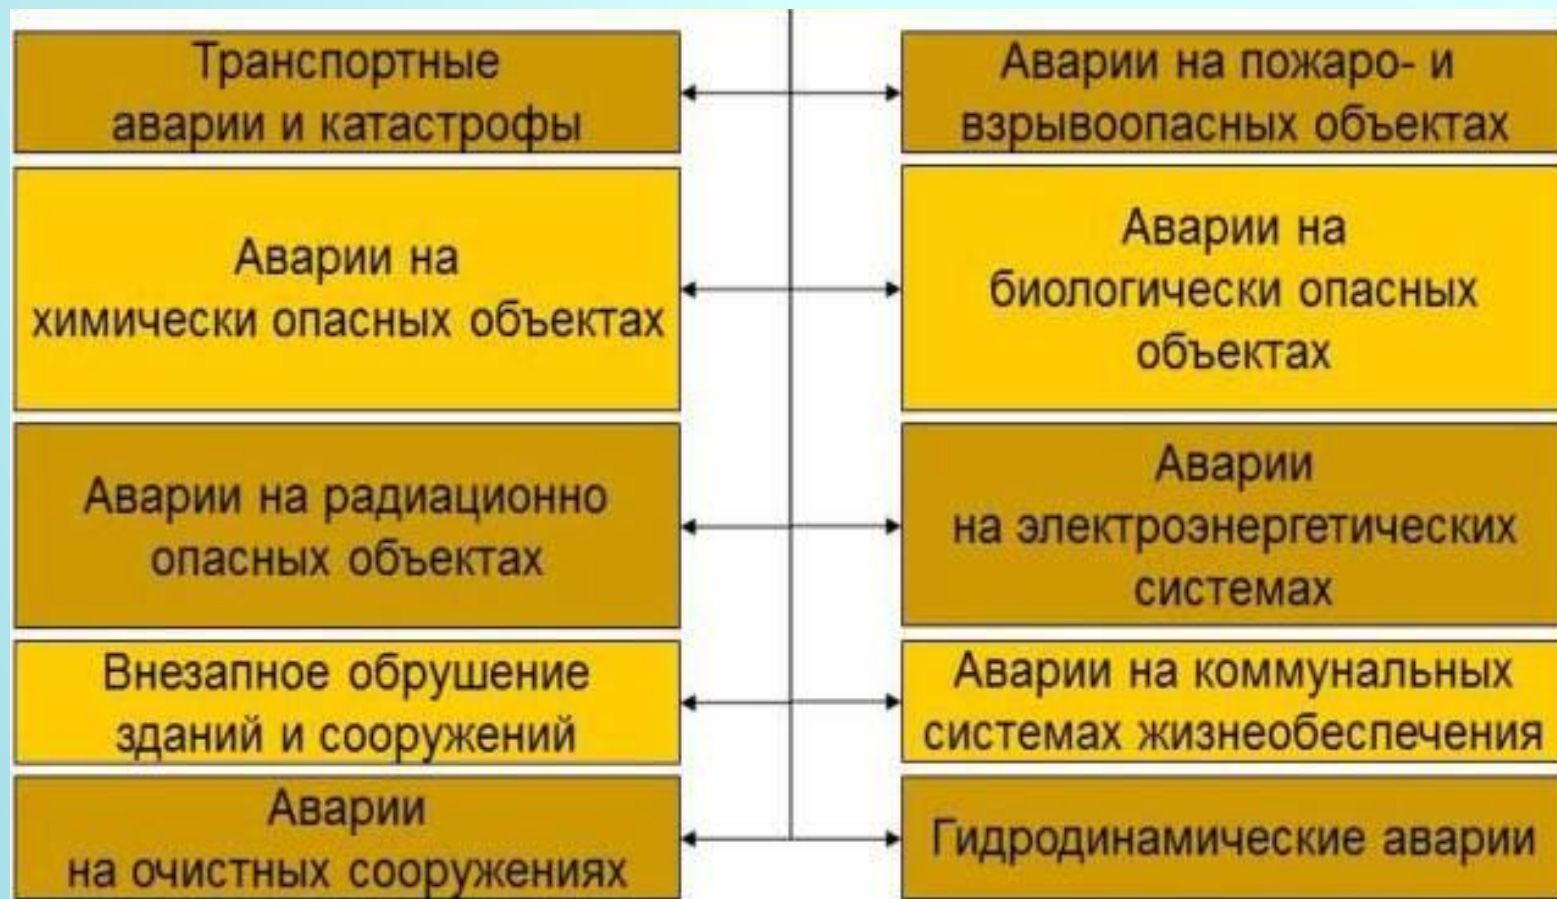 Транспортные
аварии и катастрофы
Аварии на пожаро- и
взрывоопасных объектах
Аварии на
химически опасных объектах
Аварии на
биологически опасных
объектах
Аварии на радиационно
опасных объектах
Аварии
на электроэнергетических
системах
Внезапное обрушение
зданий и сооружений
Аварии на коммунальных
системах жизнеобеспечения
Аварии
на очистных сооружениях
Гидродинамические аварии